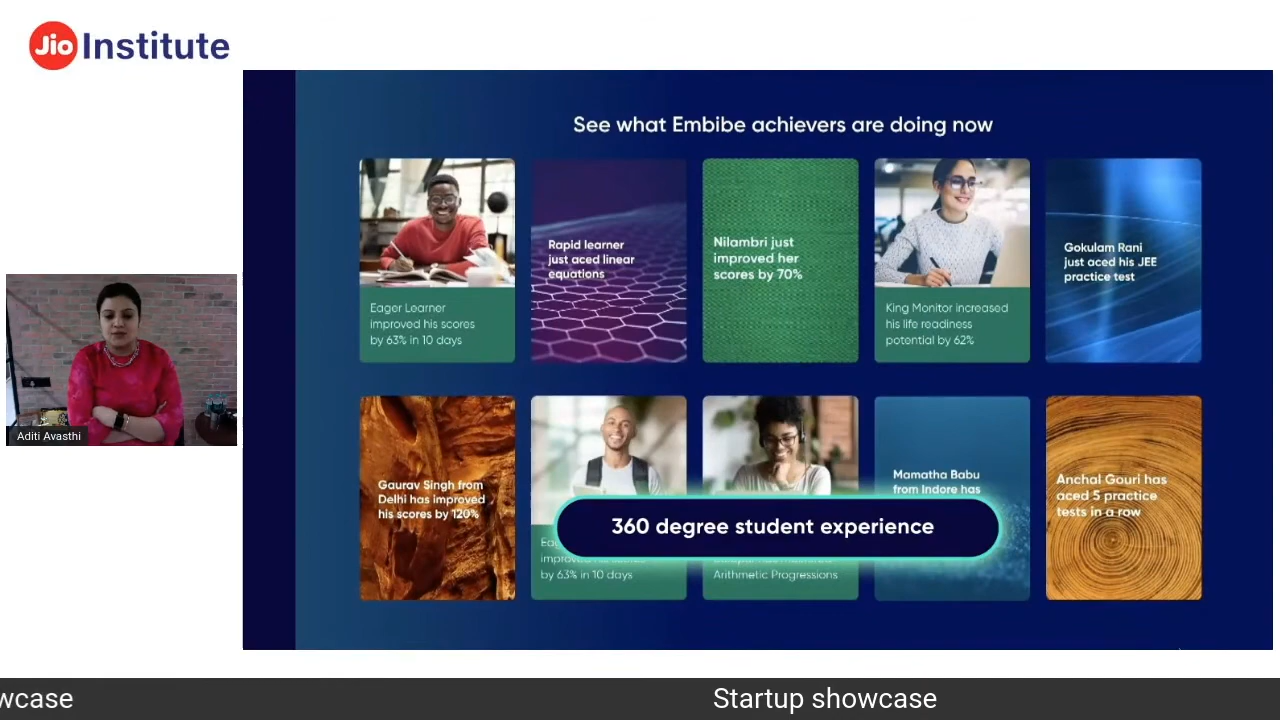 Jio Institute
See what Embibe achievers are doing now
Rapid learner
just aced linear
equations
Nilambri just
improved her
scores by 70%
Gokulam Rani
just aced his JEE
practice test
Eager Learner
improved his scores
by 63% in 10 days
King Monitor increased
his life readiness
potential by 62%
Aditi Avasthi
Gaurav Singh from
Delhi has improved
his scores by 120%
Mamatha Babu
from Indore has
Anchal Gouri has
aced 5 practice
tests in a row
360 degree student experience
by 63% in 10 days
Arithmetic Progressions
wcase
Startup showcase